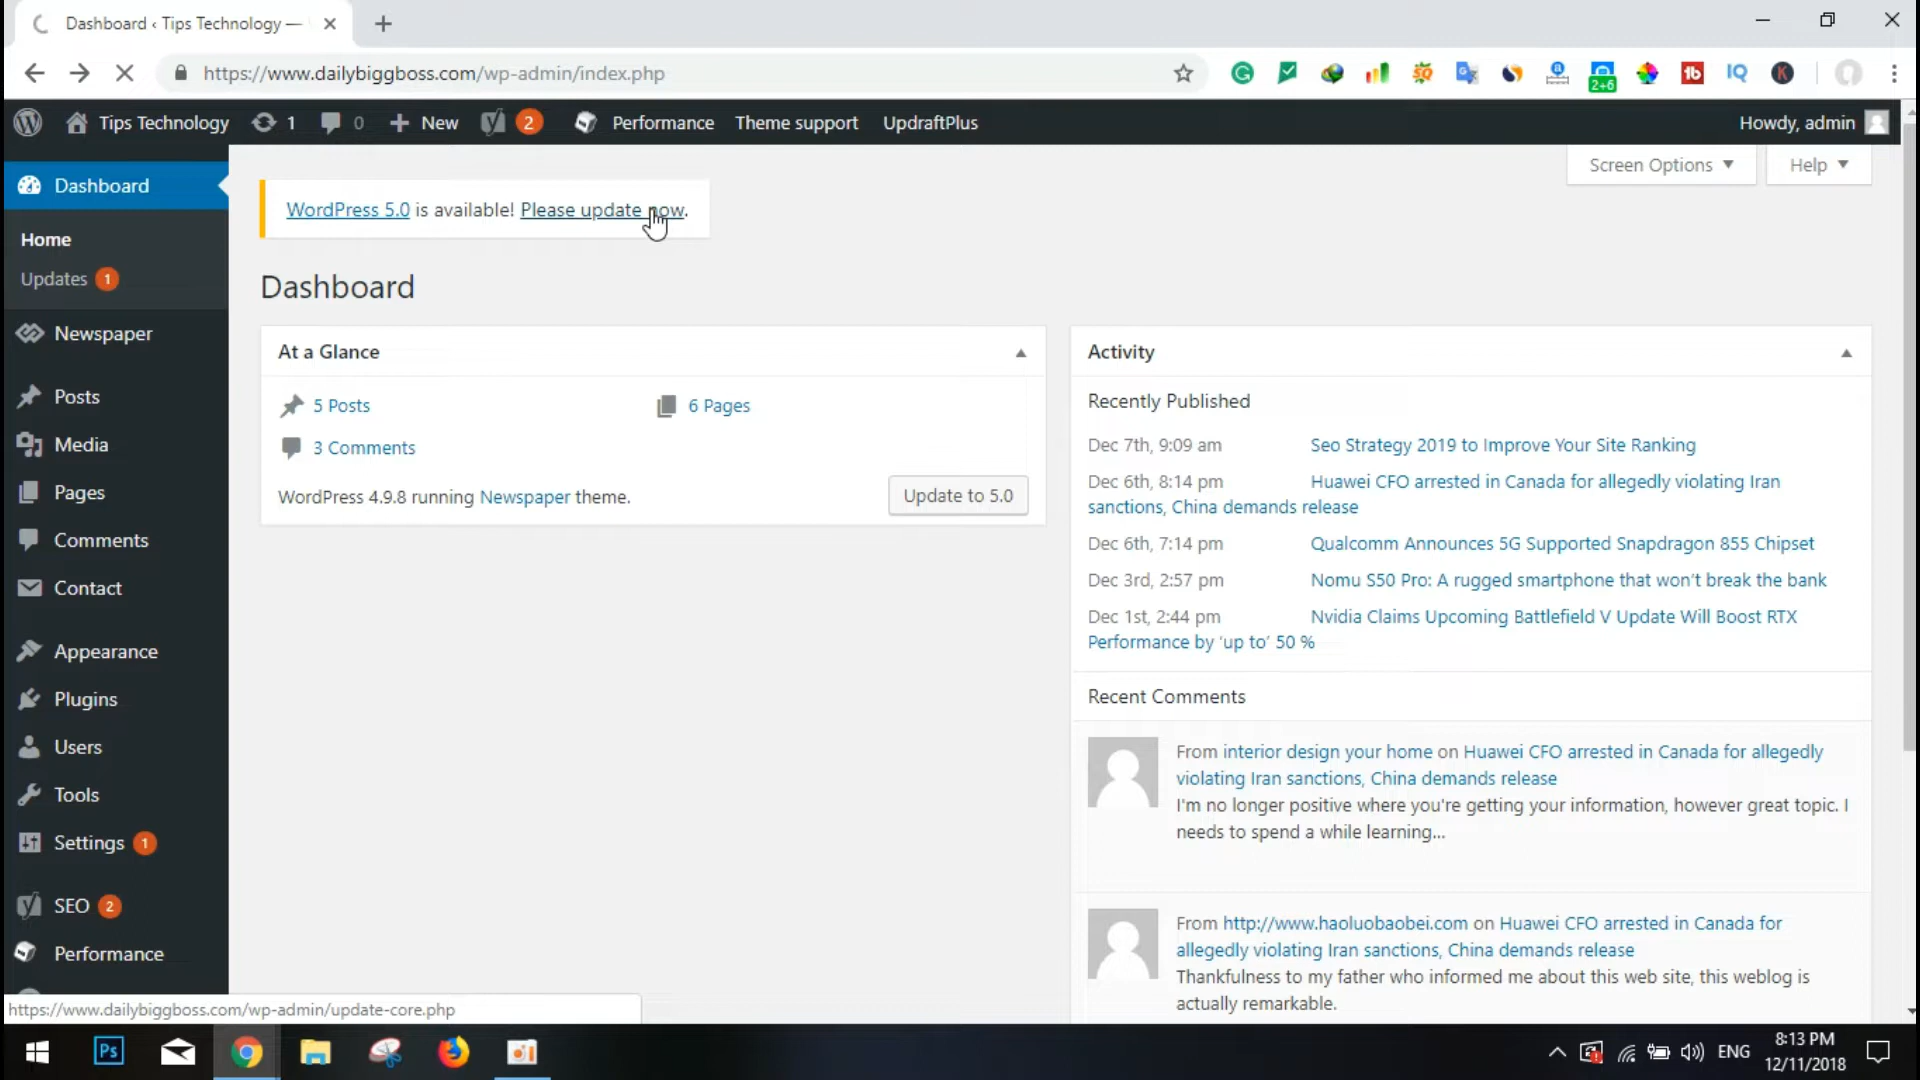 Dashboard ‹ Tips Technology —
https://www.dailybiggboss.com/wp-admin/index.php
2+6
Tips Technology 1 0 New 2 Performance Theme support UpdraftPlus Howdy, admin
Screen Options Help
WordPress 5.0 is available! Please update now.
Dashboard
Home
Updates 1
Newspaper
Posts
Media
Pages
Comments
Contact
Appearance
Plugins
Users
Tools
Settings 1
SEO 2
Performance
Dashboard
At a Glance
5 Posts
6 Pages
3 Comments
WordPress 4.9.8 running Newspaper theme.
Update to 5.0
Activity
Recently Published
Dec 7th, 9:09 am Seo Strategy 2019 to Improve Your Site Ranking
Dec 6th, 8:14 pm Huawei CFO arrested in Canada for allegedly violating Iran
sanctions, China demands release
Dec 6th, 7:14 pm Qualcomm Announces 5G Supported Snapdragon 855 Chipset
Dec 3rd, 2:57 pm Nomu S50 Pro: A rugged smartphone that won’t break the bank
Dec 1st, 2:44 pm Nvidia Claims Upcoming Battlefield V Update Will Boost RTX
Performance by ‘up to’ 50 %
Recent Comments
From interior design your home on Huawei CFO arrested in Canada for allegedly
violating Iran sanctions, China demands release
I'm no longer positive where you're getting your information, however great topic. I
needs to spend a while learning...
From http://www.haoluobaobei.com on Huawei CFO arrested in Canada for
allegedly violating Iran sanctions, China demands release
Thankfulness to my father who informed me about this web site, this weblog is
actually remarkable.
https://www.dailybiggboss.com/wp-admin/update-core.php
Ps
ENG
8:13 PM
12/11/2018